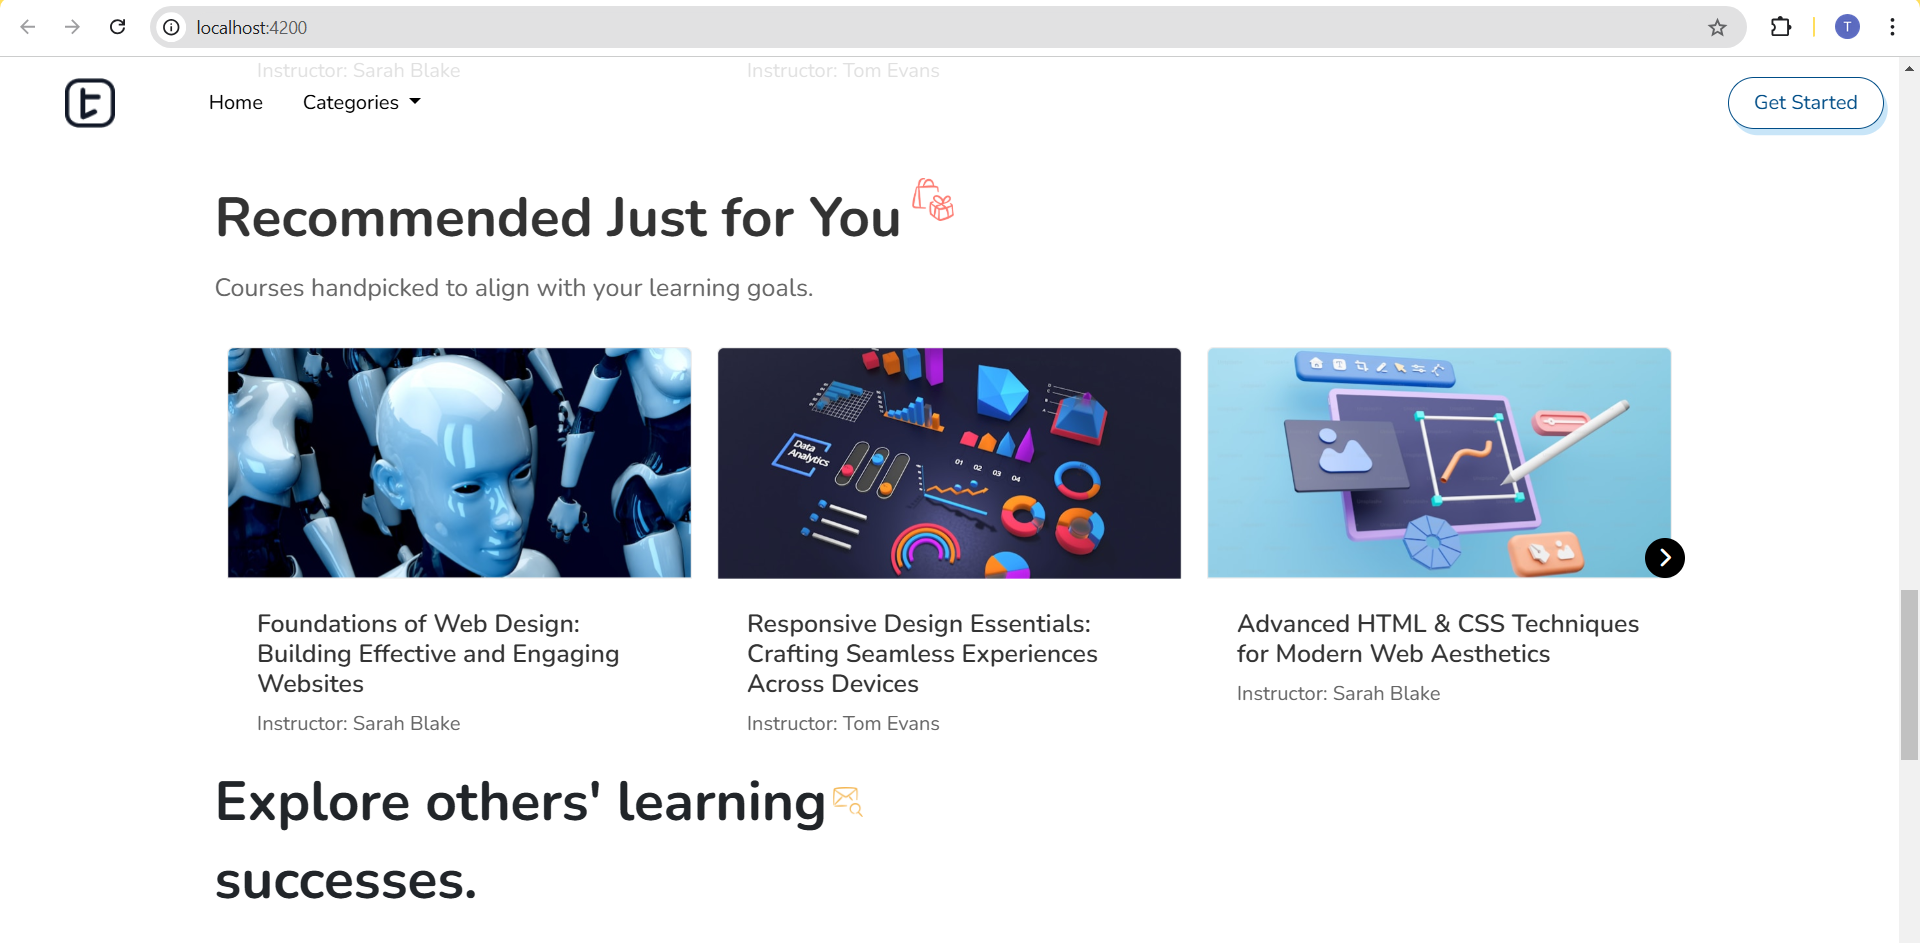 localhost:4200
T
Instructor: Sarah Blake
Instructor: Tom Evans
t
Home
Categories
Get Started
Recommended Just for You
Courses handpicked to align with your learning goals.
Data
Analytics
01 02 03 04
T
Foundations of Web Design:
Building Effective and Engaging
Websites
Instructor: Sarah Blake
Responsive Design Essentials:
Crafting Seamless Experiences
Across Devices
Instructor: Tom Evans
Advanced HTML & CSS Techniques
for Modern Web Aesthetics
Instructor: Sarah Blake
Explore others' learning
successes.